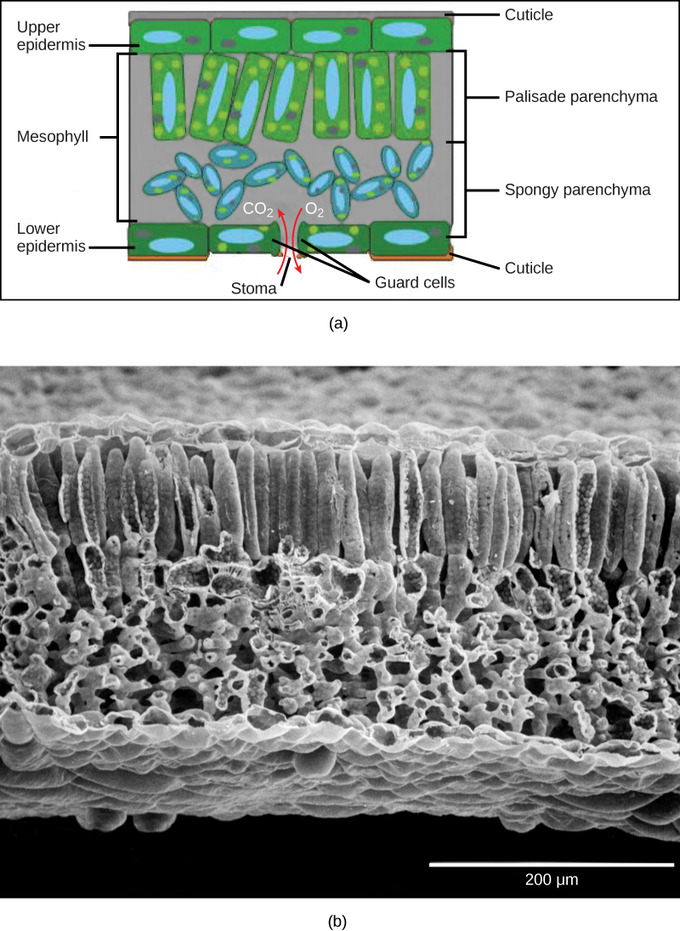 Cuticle
Upper
epidermis
Palisade parenchyma
Mesophyll
Spongy parenchyma
CO2 O2
Lower
epidermis
Cuticle
Guard cells
Stoma
(a)
200 µm
(b)